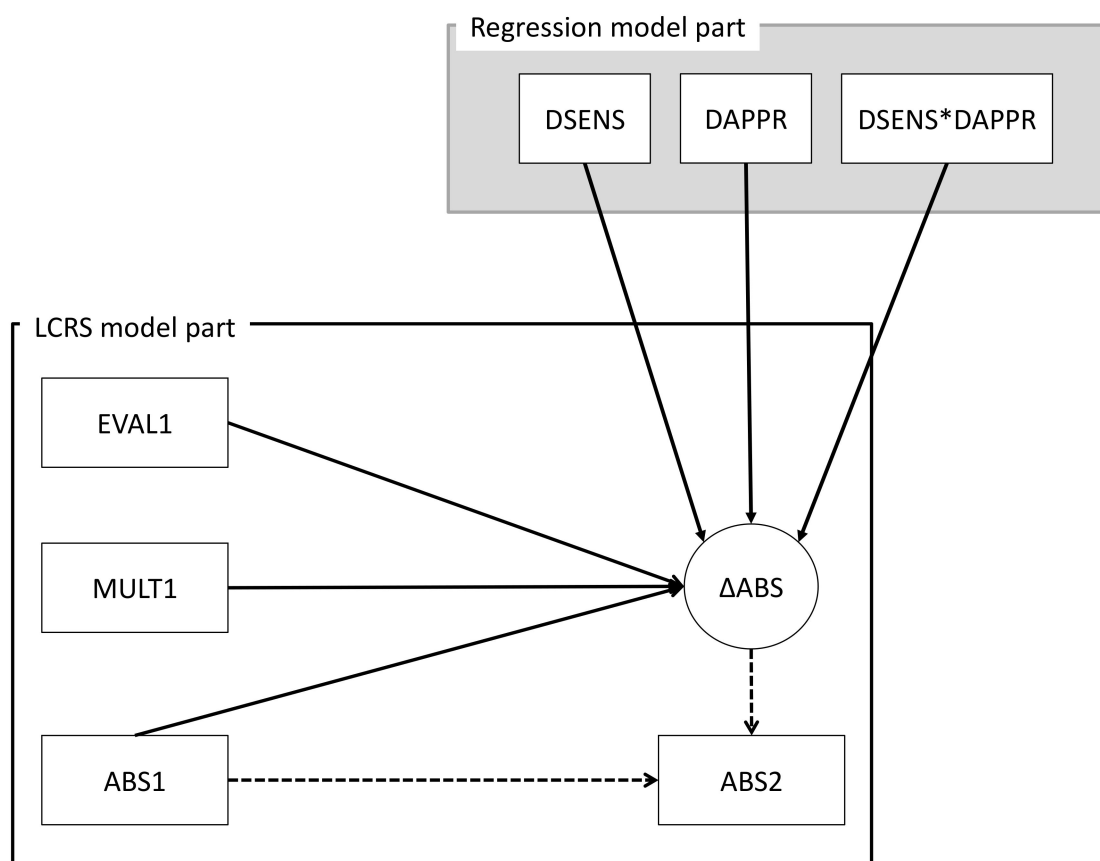 Regression model part
DSENS
DAPPR
DSENS*DAPPR
LCRS model part
EVAL1
MULT1
ΔABS
ABS1
ABS2